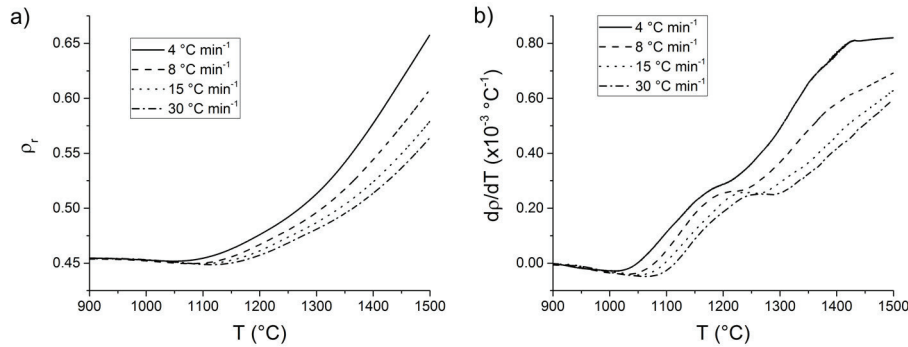 a)
4 °C min⁻¹
8 °C min⁻¹
15 °C min⁻¹
30 °C min⁻¹
0.65
0.60
0.55
0.50
0.45
ρr
900 1000 1100 1200 1300 1400 1500
T (°C)
b)
4 °C min⁻¹
8 °C min⁻¹
15 °C min⁻¹
30 °C min⁻¹
0.80
0.60
0.40
0.20
0.00
dρ/dT (x10⁻³ °C⁻¹)
900 1000 1100 1200 1300 1400 1500
T (°C)